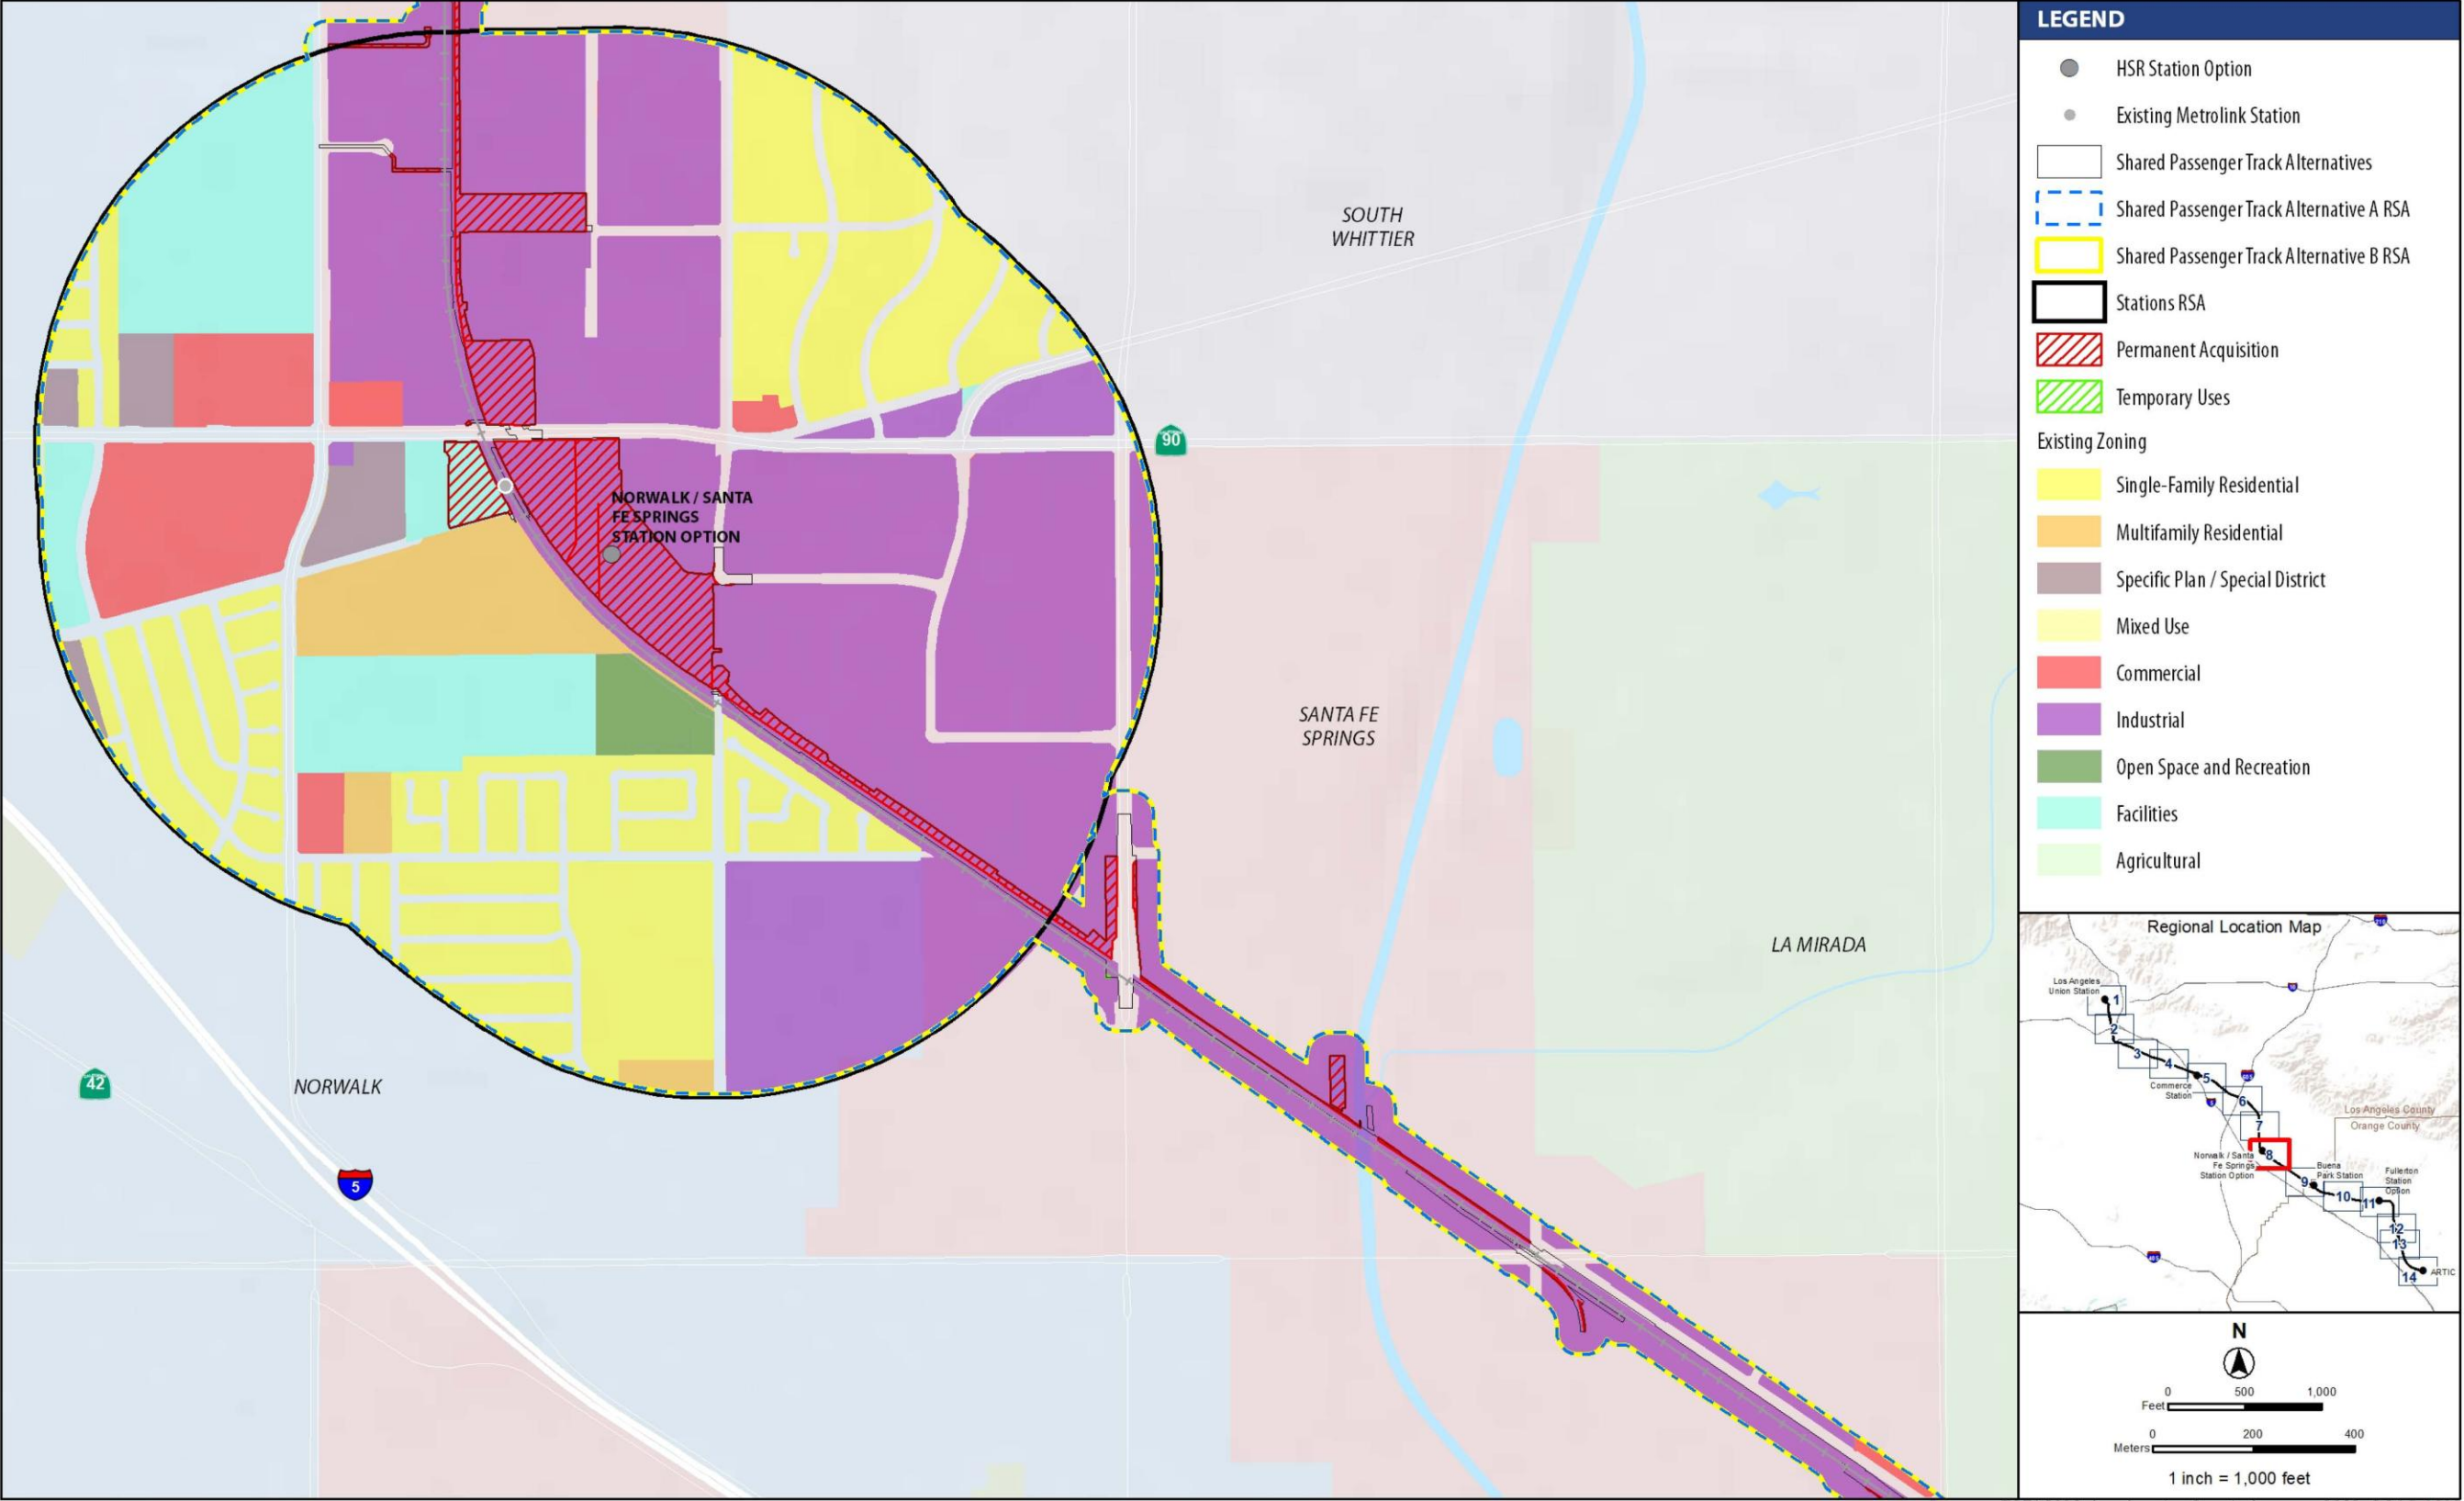 SOUTH
WHITTIER
90
NORWALK / SANTA
FE SPRINGS
STATION OPTION
SANTA FE
SPRINGS
LA MIRADA
42
NORWALK
5
LEGEND
HSR Station Option
Existing Metrolink Station
Shared Passenger Track Alternatives
Shared Passenger Track Alternative A RSA
Shared Passenger Track Alternative B RSA
Stations RSA
Permanent Acquisition
Temporary Uses
Existing Zoning
Single-Family Residential
Multifamily Residential
Specific Plan / Special District
Mixed Use
Commercial
Industrial
Open Space and Recreation
Facilities
Agricultural
Regional Location Map
Los Angeles
Union Station
1
2
3
4
5
Commerce
Station
6
Los Angeles County
Orange County
7
8
Norwalk / Santa
Fe Springs
Station Option
Buena
Park Station
Fullerton
Station
Option
9
10
11
12
13
14
ARTIC
N
0 500 1,000
Feet
0 200 400
Meters
1 inch = 1,000 feet